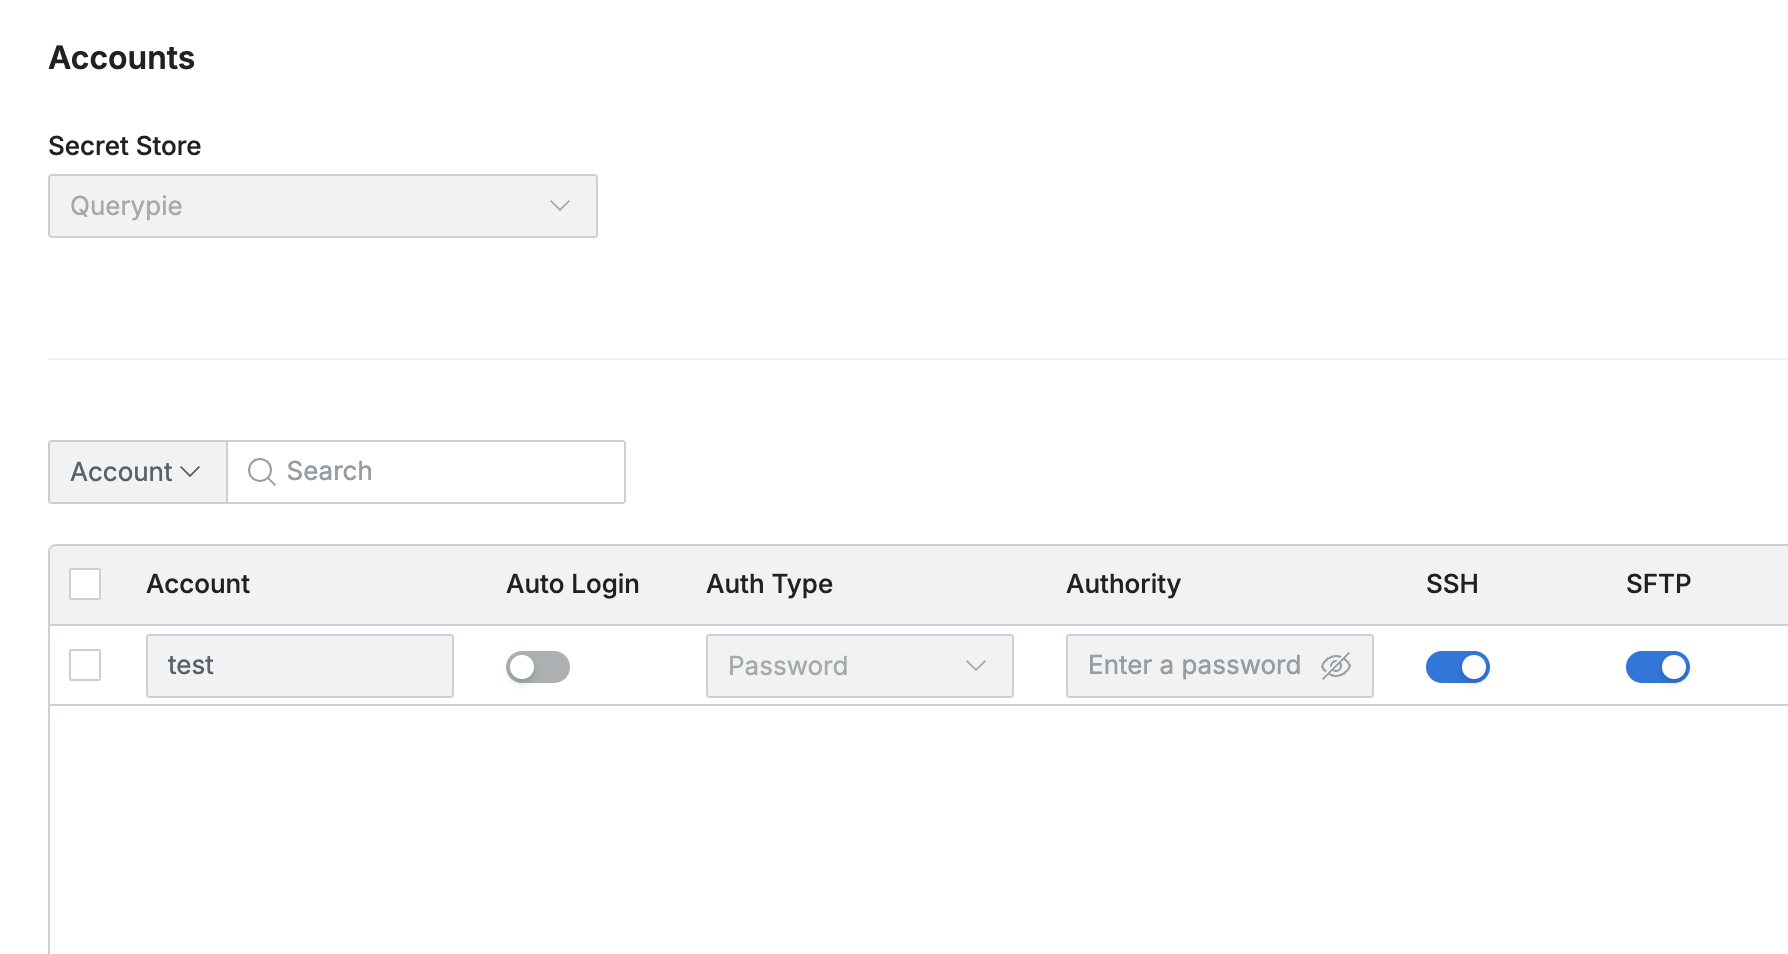 Accounts
Secret Store
Querypie
Account Search
Account Auto Login Auth Type Authority SSH SFTP
test Password Enter a password